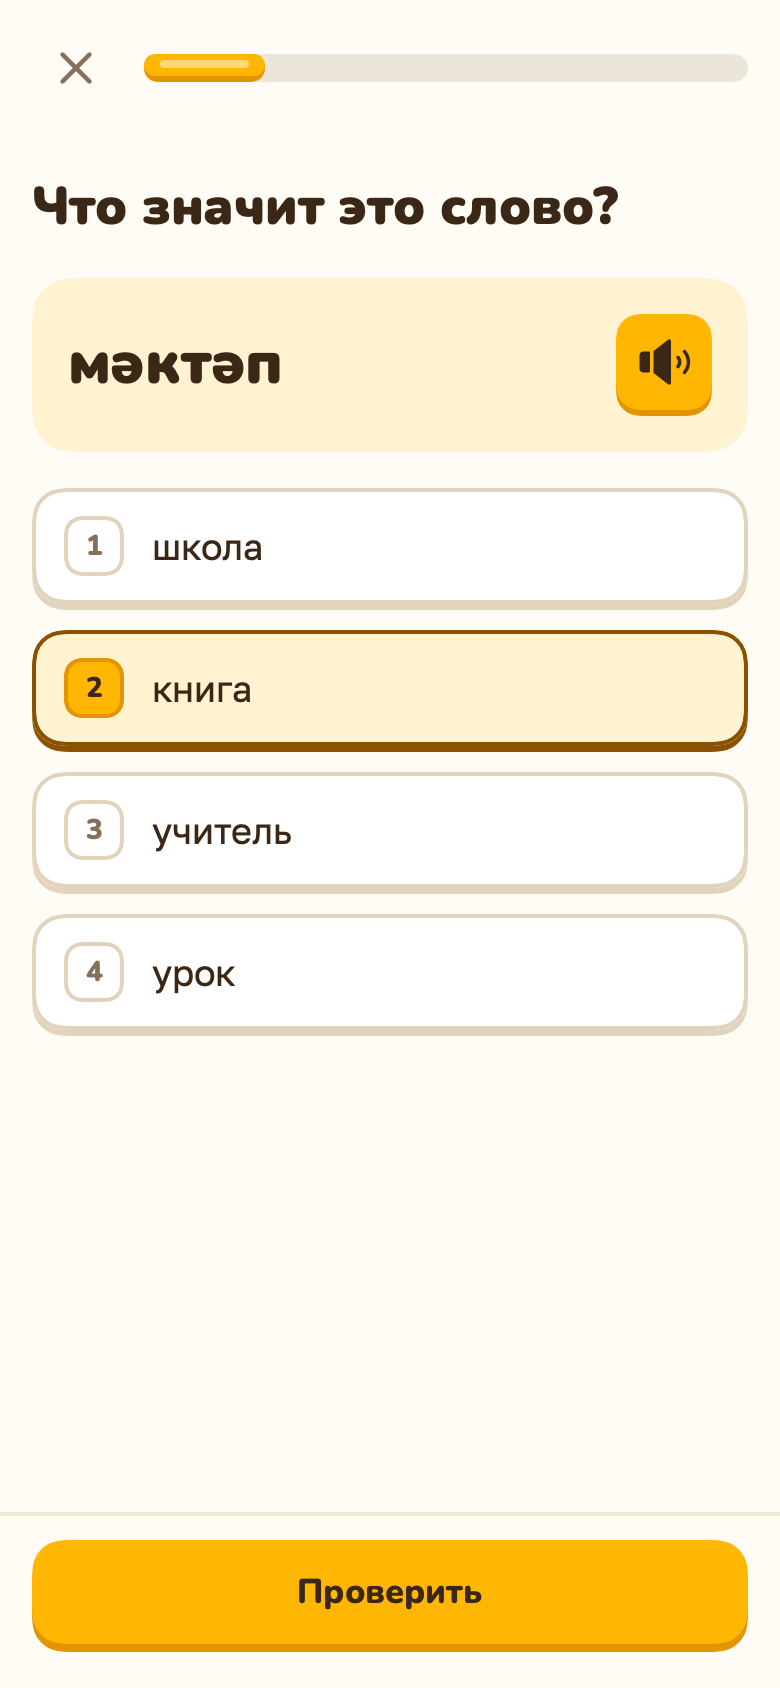 Что значит это слово?
мәктәп
1 школа
2 книга
3 учитель
4 урок
Проверить